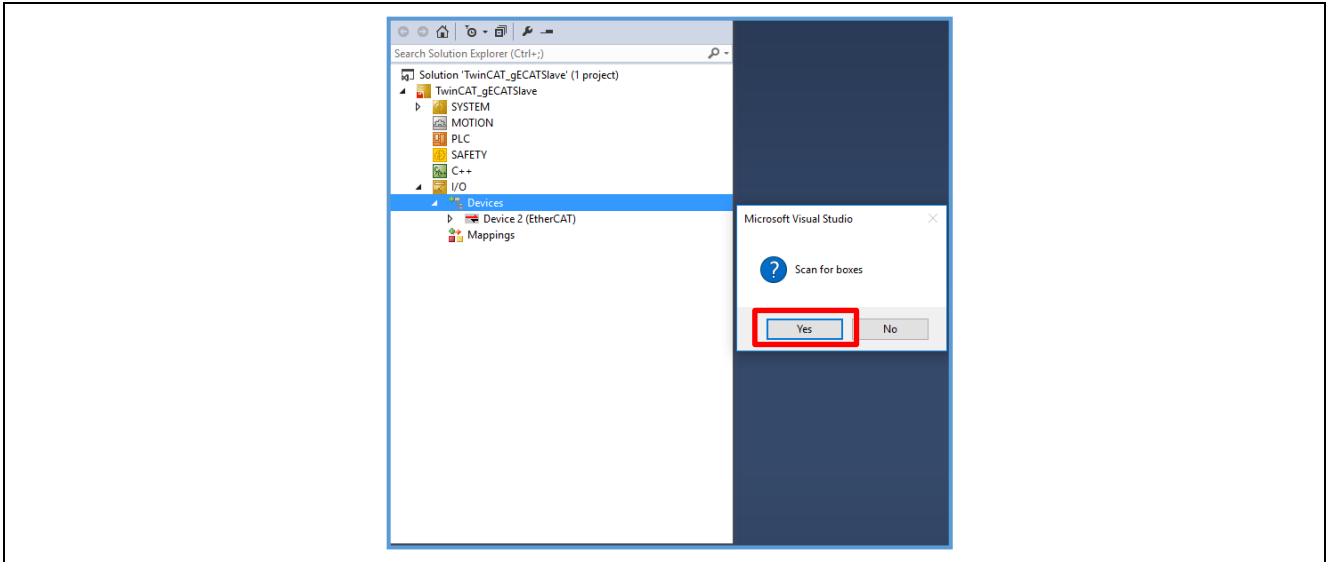 Search Solution Explorer (Ctrl+;)
Solution 'TwinCAT_gECATSlave' (1 project)
TwinCAT_gECATSlave
SYSTEM
MOTION
PLC
SAFETY
C++
I/O
Devices
Device 2 (EtherCAT)
Mappings
Microsoft Visual Studio
Scan for boxes
Yes
No